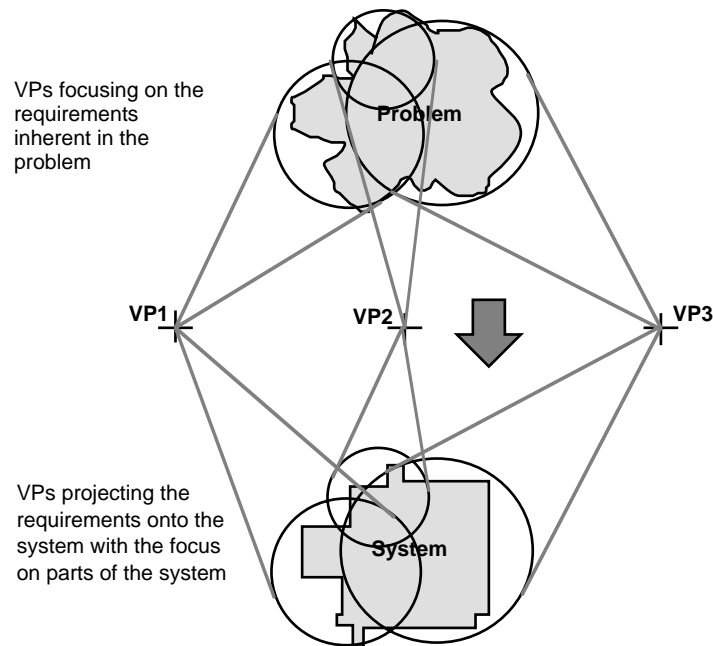 VPs focusing on the
requirements
inherent in the
problem
Problem
VP1
VP2
VP3
VPs projecting the
requirements onto the
system with the focus
on parts of the system
System